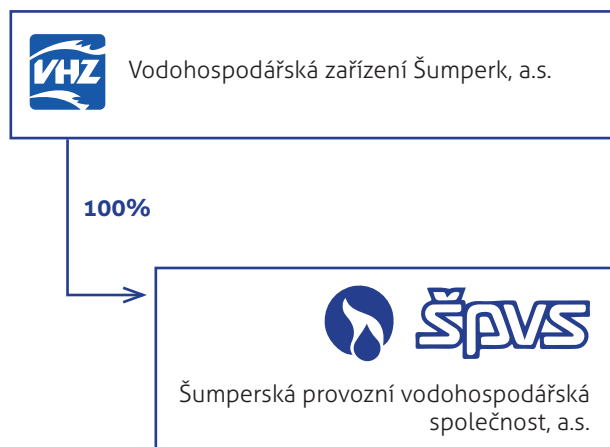 VHZ
Vodohospodářská zařízení Šumperk, a.s.
100%
špvs
Šumperská provozní vodohospodářská
společnost, a.s.